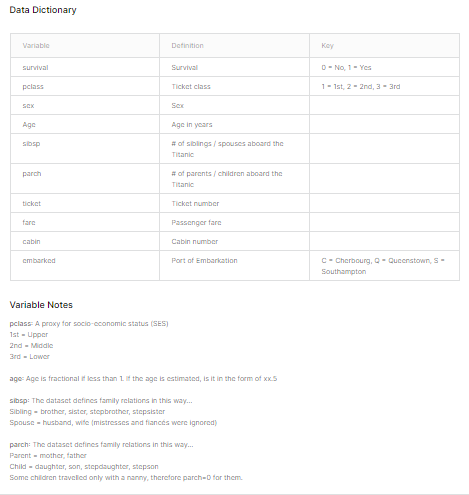 Data Dictionary
Variable Definition Key
survival Survival 0 = No, 1 = Yes
pclass Ticket class 1 = 1st, 2 = 2nd, 3 = 3rd
sex Sex
Age Age in years
sibsp # of siblings / spouses aboard the
Titanic
parch # of parents / children aboard the
Titanic
ticket Ticket number
fare Passenger fare
cabin Cabin number
embarked Port of Embarkation C = Cherbourg, Q = Queenstown, S =
Southampton
Variable Notes
pclass: A proxy for socio-economic status (SES)
1st = Upper
2nd = Middle
3rd = Lower
age: Age is fractional if less than 1. If the age is estimated, is it in the form of xx.5
sibsp: The dataset defines family relations in this way...
Sibling = brother, sister, stepbrother, stepsister
Spouse = husband, wife (mistresses and fiancés were ignored)
parch: The dataset defines family relations in this way...
Parent = mother, father
Child = daughter, son, stepdaughter, stepson
Some children travelled only with a nanny, therefore parch=0 for them.